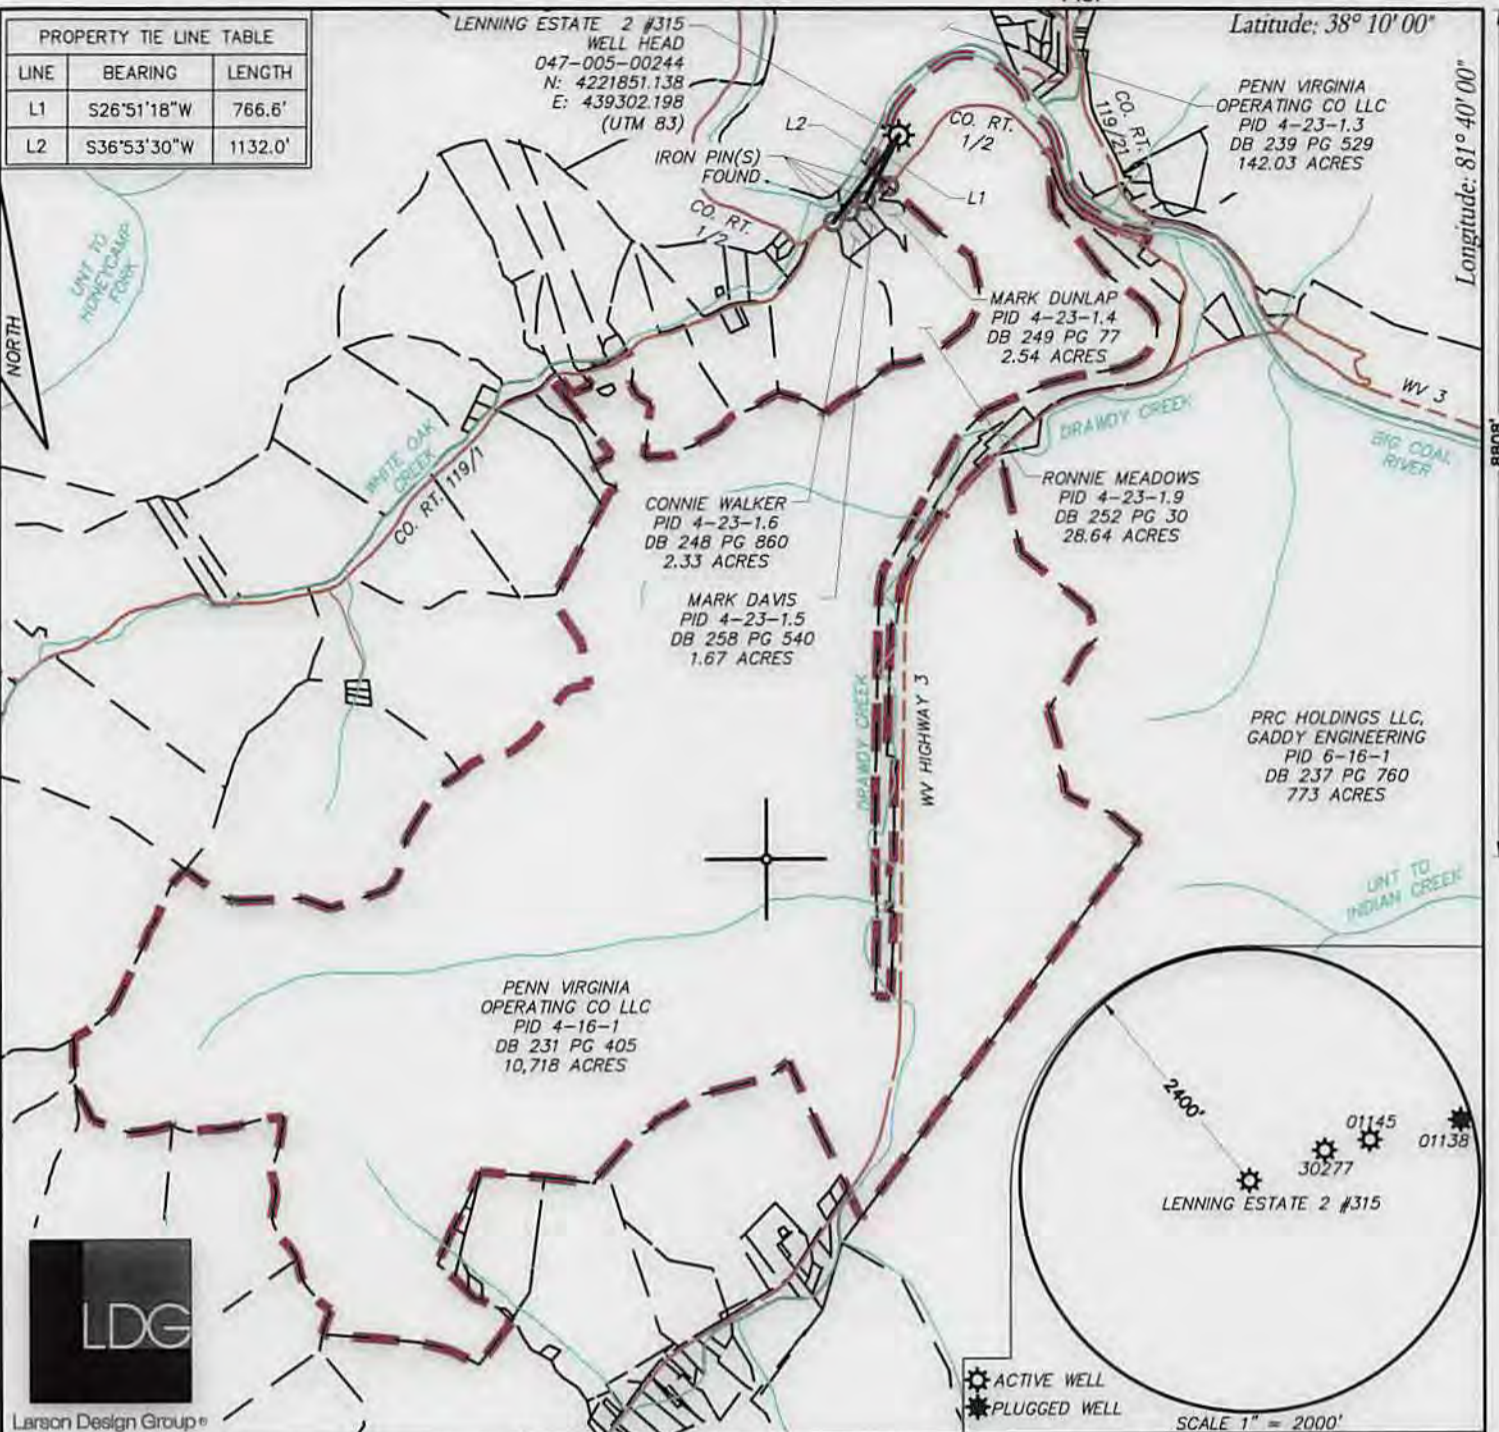 PROPERTY TIE LINE TABLE
LINE BEARING LENGTH
L1 S26°51'18"W 766.6'
L2 S36°53'30"W 1132.0'
LENNING ESTATE 2 #315
WELL HEAD
047-005-00244
N: 4221851.138
E: 439302.198
(UTM 83)
Latitude: 38° 10' 00"
Longitude: 81° 40' 00"
PENN VIRGINIA
OPERATING CO LLC
PID 4-23-1.3
DB 239 PG 529
142.03 ACRES
CO. RT.
119/21
CO. RT.
1/2
L2
L1
IRON PIN(S)
FOUND
CO. RT.
1/2
UNT TO
HONEYCAMP
FORK
NORTH
MARK DUNLAP
PID 4-23-1.4
DB 249 PG 77
2.54 ACRES
WV 3
8808'
DRAWDY CREEK
BIG COAL
RIVER
WHITE OAK
CREEK
CO. RT. 119/1
RONNIE MEADOWS
PID 4-23-1.9
DB 252 PG 30
28.64 ACRES
CONNIE WALKER
PID 4-23-1.6
DB 248 PG 860
2.33 ACRES
MARK DAVIS
PID 4-23-1.5
DB 258 PG 540
1.67 ACRES
DRAWDY CREEK
WV HIGHWAY 3
PRC HOLDINGS LLC,
GADDY ENGINEERING
PID 6-16-1
DB 237 PG 760
773 ACRES
UNT TO
INDIAN CREEK
PENN VIRGINIA
OPERATING CO LLC
PID 4-16-1
DB 231 PG 405
10,718 ACRES
2400'
01145
01138
30277
LENNING ESTATE 2 #315
LDG
Larson Design Group®
ACTIVE WELL
PLUGGED WELL
SCALE 1" = 2000'